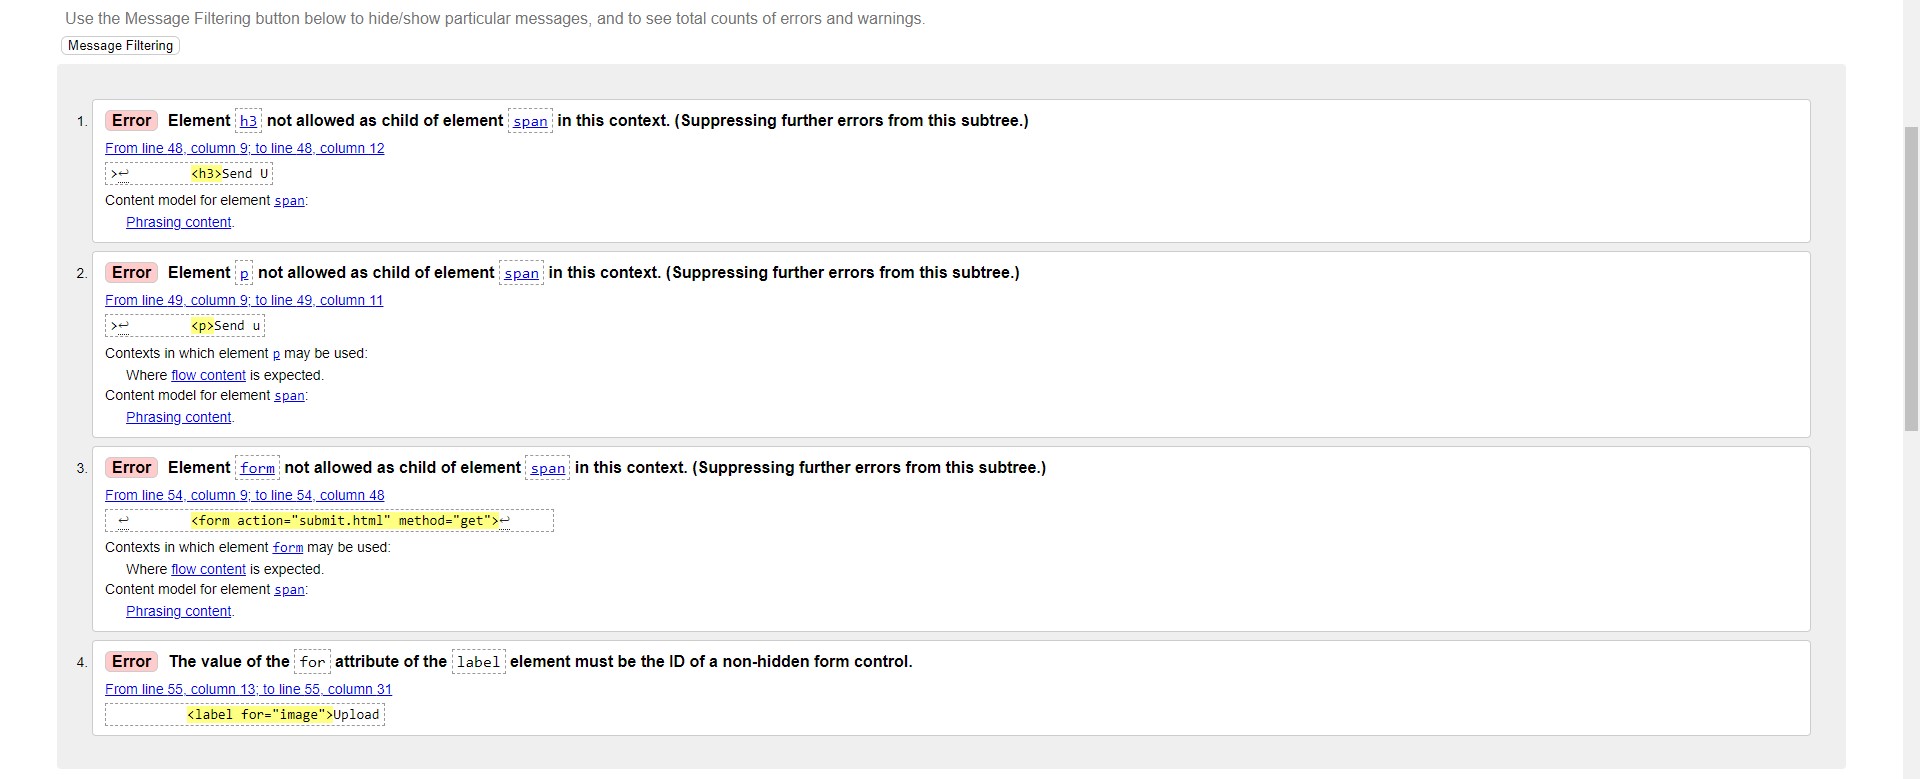 Use the Message Filtering button below to hide/show particular messages, and to see total counts of errors and warnings.
Message Filtering
1. Error Element h3 not allowed as child of element span in this context. (Suppressing further errors from this subtree.)
From line 48, column 9; to line 48, column 12
>↩ <h3>Send U
Content model for element span:
Phrasing content.
2. Error Element p not allowed as child of element span in this context. (Suppressing further errors from this subtree.)
From line 49, column 9; to line 49, column 11
>↩ <p>Send u
Contexts in which element p may be used:
Where flow content is expected.
Content model for element span:
Phrasing content.
3. Error Element form not allowed as child of element span in this context. (Suppressing further errors from this subtree.)
From line 54, column 9; to line 54, column 48
↩ <form action="submit.html" method="get">↩
Contexts in which element form may be used:
Where flow content is expected.
Content model for element span:
Phrasing content.
4. Error The value of the for attribute of the label element must be the ID of a non-hidden form control.
From line 55, column 13; to line 55, column 31
<label for="image">Upload